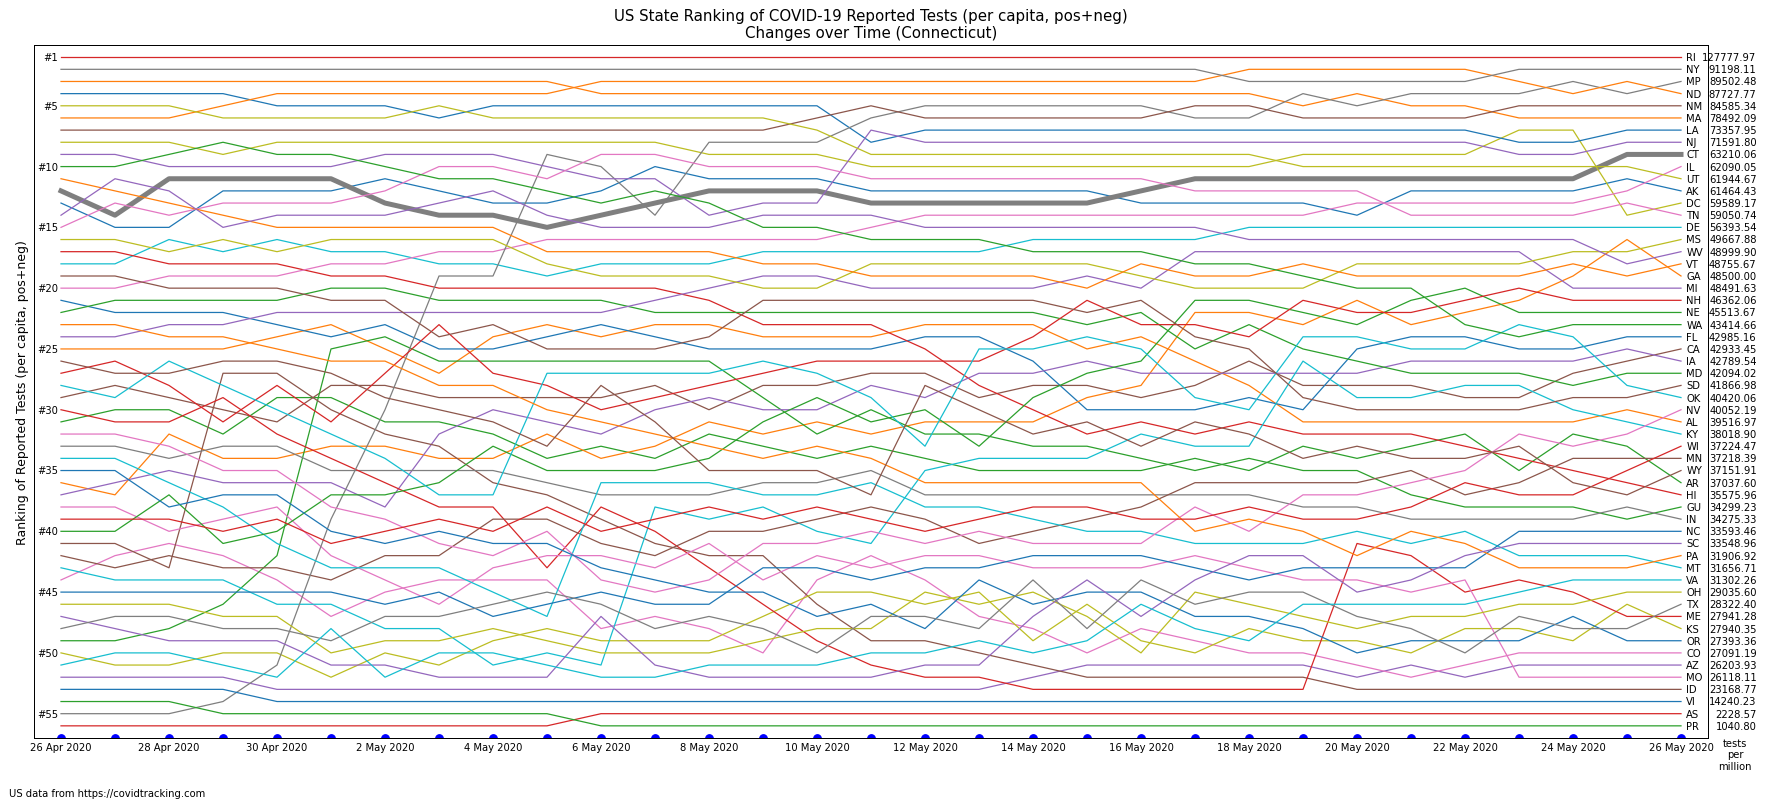 US State Ranking of COVID-19 Reported Tests (per capita, pos+neg)
Changes over Time (Connecticut)
Ranking of Reported Tests (per capita, pos+neg)
#1
#5
#10
#15
#20
#25
#30
#35
#40
#45
#50
#55
RI 127777.97
NY 91198.11
MP 89502.48
ND 87727.77
NM 84585.34
MA 78492.09
LA 73357.95
NJ 71591.80
CT 63210.06
IL 62090.05
UT 61944.67
AK 61464.43
DC 59589.17
TN 59050.74
DE 56393.54
MS 49667.88
WV 48999.90
VT 48755.67
GA 48500.00
MI 48491.63
NH 46362.06
NE 45513.67
WA 43414.66
FL 42985.16
CA 42933.45
IA 42789.54
MD 42094.02
SD 41866.98
OK 40420.06
NV 40052.19
AL 39516.97
KY 38018.90
WI 37224.47
MN 37218.39
WY 37151.91
AR 37037.60
HI 35575.96
GU 34299.23
IN 34275.33
NC 33593.46
SC 33548.96
PA 31906.92
MT 31656.71
VA 31302.26
OH 29035.60
TX 28322.40
ME 27941.28
KS 27940.35
OR 27393.36
CO 27091.19
AZ 26203.93
MO 26118.11
ID 23168.77
VI 14240.23
AS 2228.57
PR 1040.80
26 Apr 2020
28 Apr 2020
30 Apr 2020
2 May 2020
4 May 2020
6 May 2020
8 May 2020
10 May 2020
12 May 2020
14 May 2020
16 May 2020
18 May 2020
20 May 2020
22 May 2020
24 May 2020
26 May 2020
tests
per
million
US data from https://covidtracking.com